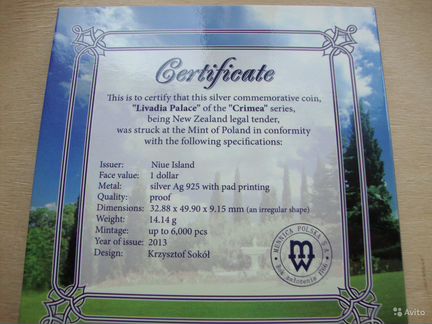 Certificate
This is to certify that this silver commemorative coin,
"Livadia Palace" of the "Crimea" series,
being New Zealand legal tender,
was struck at the Mint of Poland in conformity
with the following specifications:
Issuer: Niue Island
Face value: 1 dollar
Metal: silver Ag 925 with pad printing
Quality: proof
Dimensions: 32.88 x 49.90 x 9.15 mm (an irregular shape)
Weight: 14.14 g
Mintage: up to 6,000 pcs
Year of issue: 2013
Design: Krzysztof Sokół
MENNICA POLSKA S.A.
Rok założenia 1766
Avito